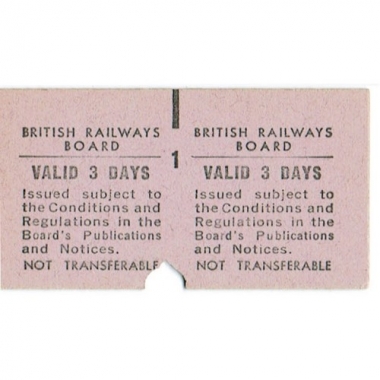 BRITISH RAILWAYS
BOARD
VALID 3 DAYS
Issued subject to
the Conditions and
Regulations in the
Board's Publications
and Notices.
NOT TRANSFERABLE
1
BRITISH RAILWAYS
BOARD
VALID 3 DAYS
Issued subject to
the Conditions and
Regulations in the
Board's Publications
and Notices.
NOT TRANSFERABLE